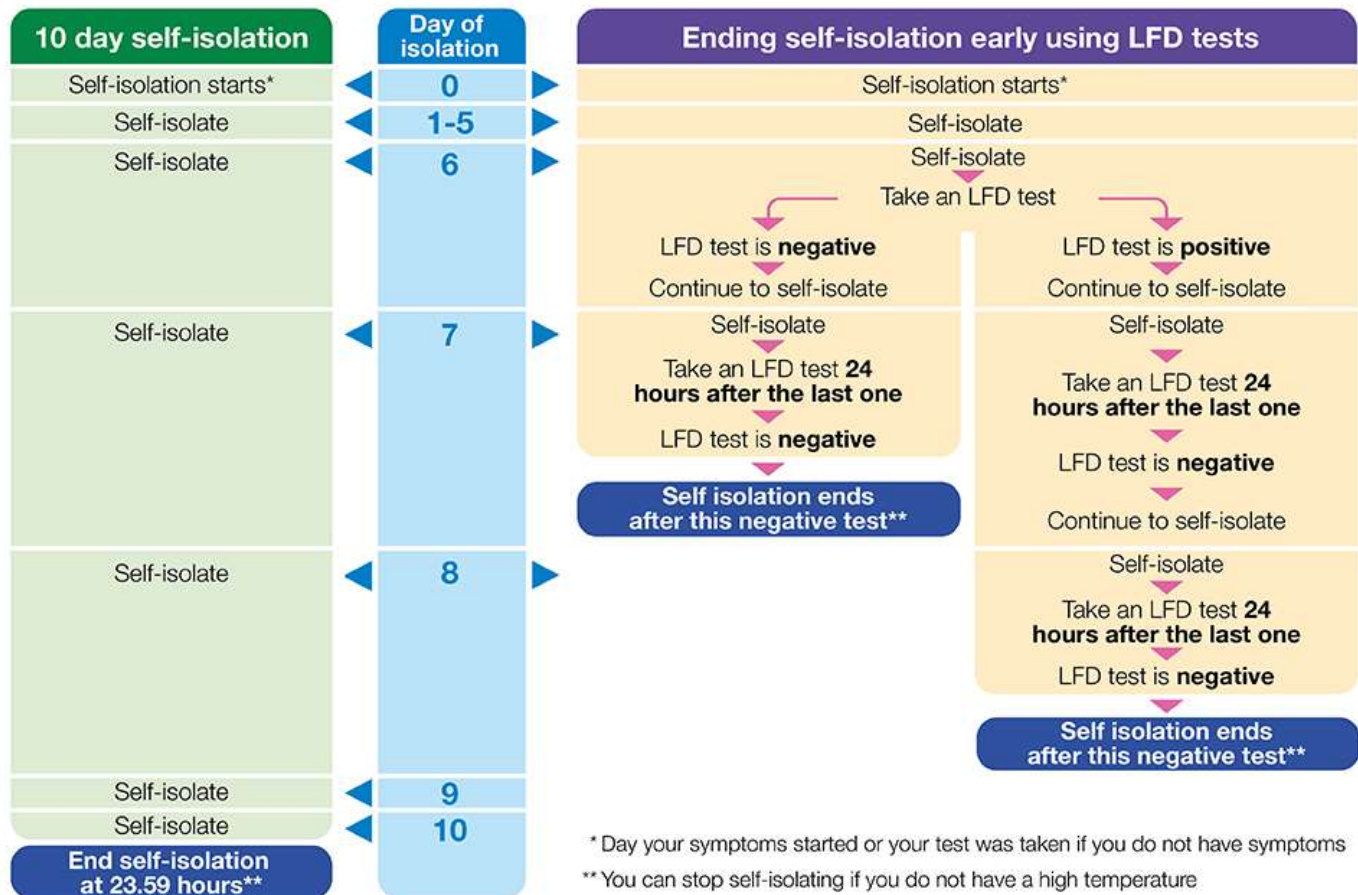 10 day self-isolation
Day of
isolation
Ending self-isolation early using LFD tests
Self-isolation starts*
0
Self-isolation starts*
Self-isolate
1-5
Self-isolate
Self-isolate
6
Self-isolate
Take an LFD test
LFD test is negative
LFD test is positive
Continue to self-isolate
Continue to self-isolate
Self-isolate
7
Self-isolate
Take an LFD test 24
hours after the last one
LFD test is negative
Self isolation ends
after this negative test**
Self-isolate
Take an LFD test 24
hours after the last one
LFD test is negative
Continue to self-isolate
Self-isolate
8
Self-isolate
Take an LFD test 24
hours after the last one
LFD test is negative
Self isolation ends
after this negative test**
Self-isolate
9
Self-isolate
10
End self-isolation
at 23.59 hours**
* Day your symptoms started or your test was taken if you do not have symptoms
** You can stop self-isolating if you do not have a high temperature